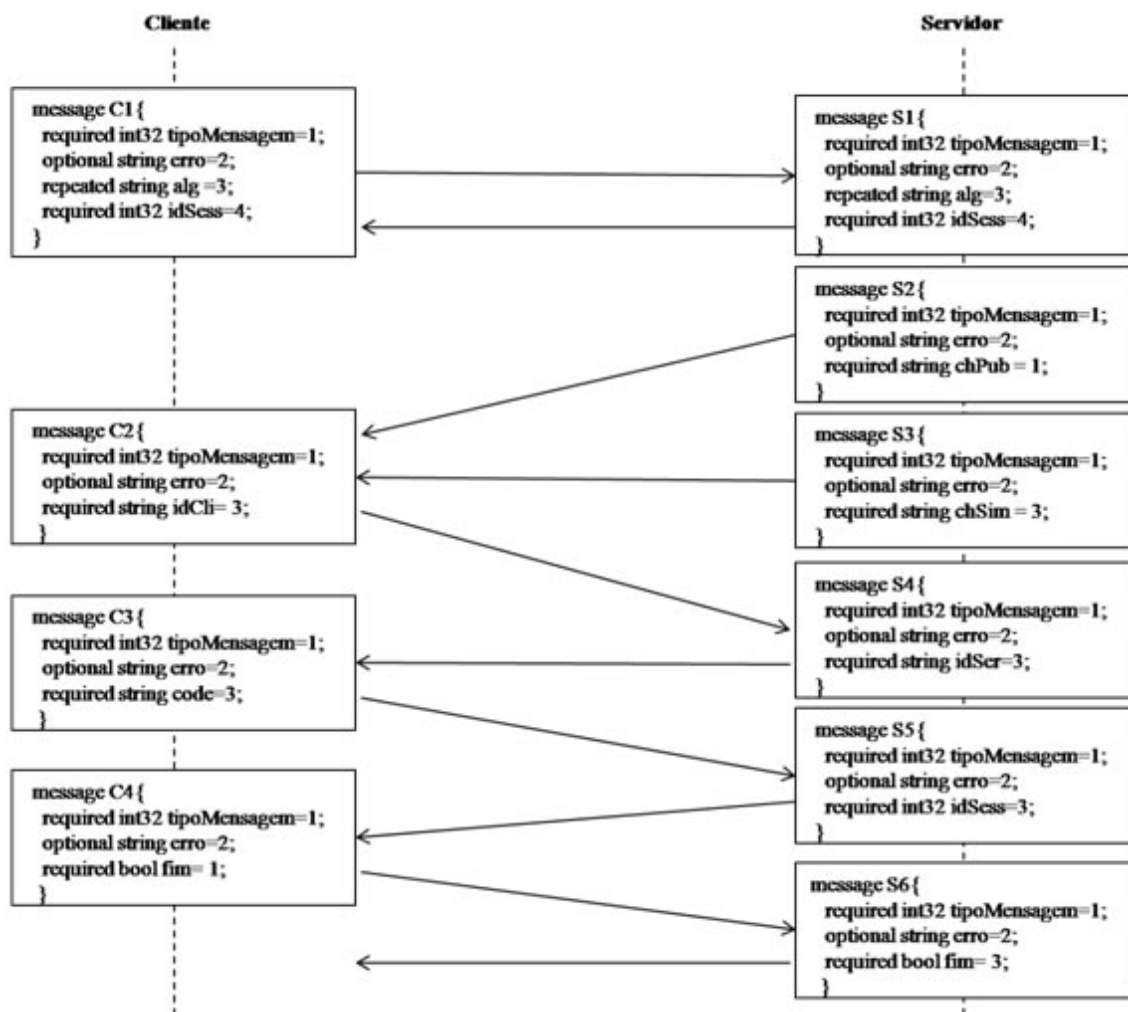 Cliente
Servidor
message C1{
required int32 tipoMensagem=1;
optional string erro=2;
repeated string alg =3;
required int32 idSess=4;
}
message S1{
required int32 tipoMensagem=1;
optional string erro=2;
repeated string alg=3;
required int32 idSess=4;
}
message S2{
required int32 tipoMensagem=1;
optional string erro=2;
required string chPub = 1;
}
message C2{
required int32 tipoMensagem=1;
optional string erro=2;
required string idCli= 3;
}
message S3{
required int32 tipoMensagem=1;
optional string erro=2;
required string chSim = 3;
}
message S4{
required int32 tipoMensagem=1;
optional string erro=2;
required string idSer=3;
}
message C3{
required int32 tipoMensagem=1;
optional string erro=2;
required string code=3;
}
message S5{
required int32 tipoMensagem=1;
optional string erro=2;
required int32 idSess=3;
}
message C4{
required int32 tipoMensagem=1;
optional string erro=2;
required bool fim= 1;
}
message S6{
required int32 tipoMensagem=1;
optional string erro=2;
required bool fim= 3;
}